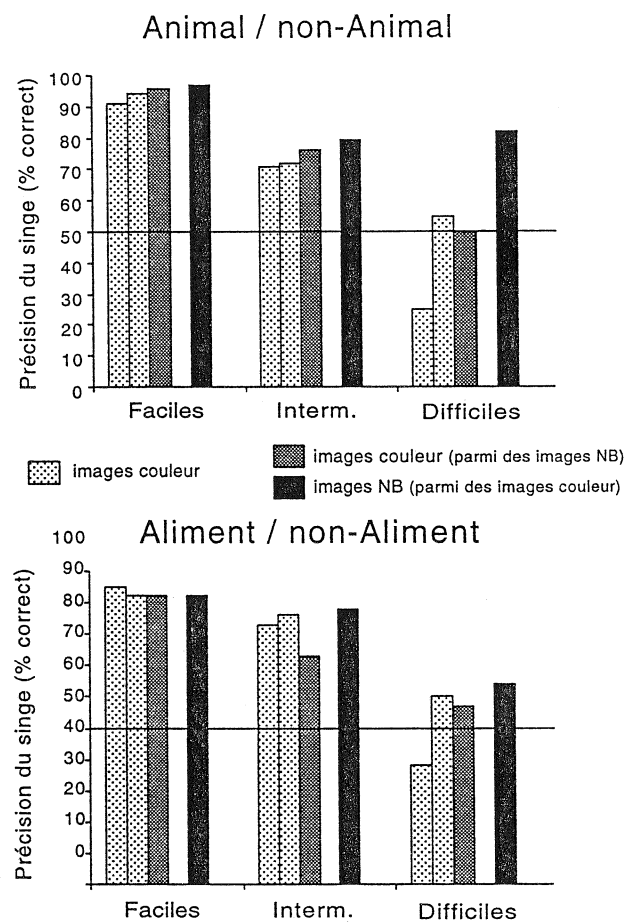 Animal / non-Animal
Précision du singe (% correct)
100
90
80
70
60
50
40
30
20
10
0
Faciles Interm. Difficiles
images couleur
images couleur (parmi des images NB)
images NB (parmi des images couleur)
Aliment / non-Aliment
Précision du singe (% correct)
100
90
80
70
60
50
40
30
20
10
0
Faciles Interm. Difficiles